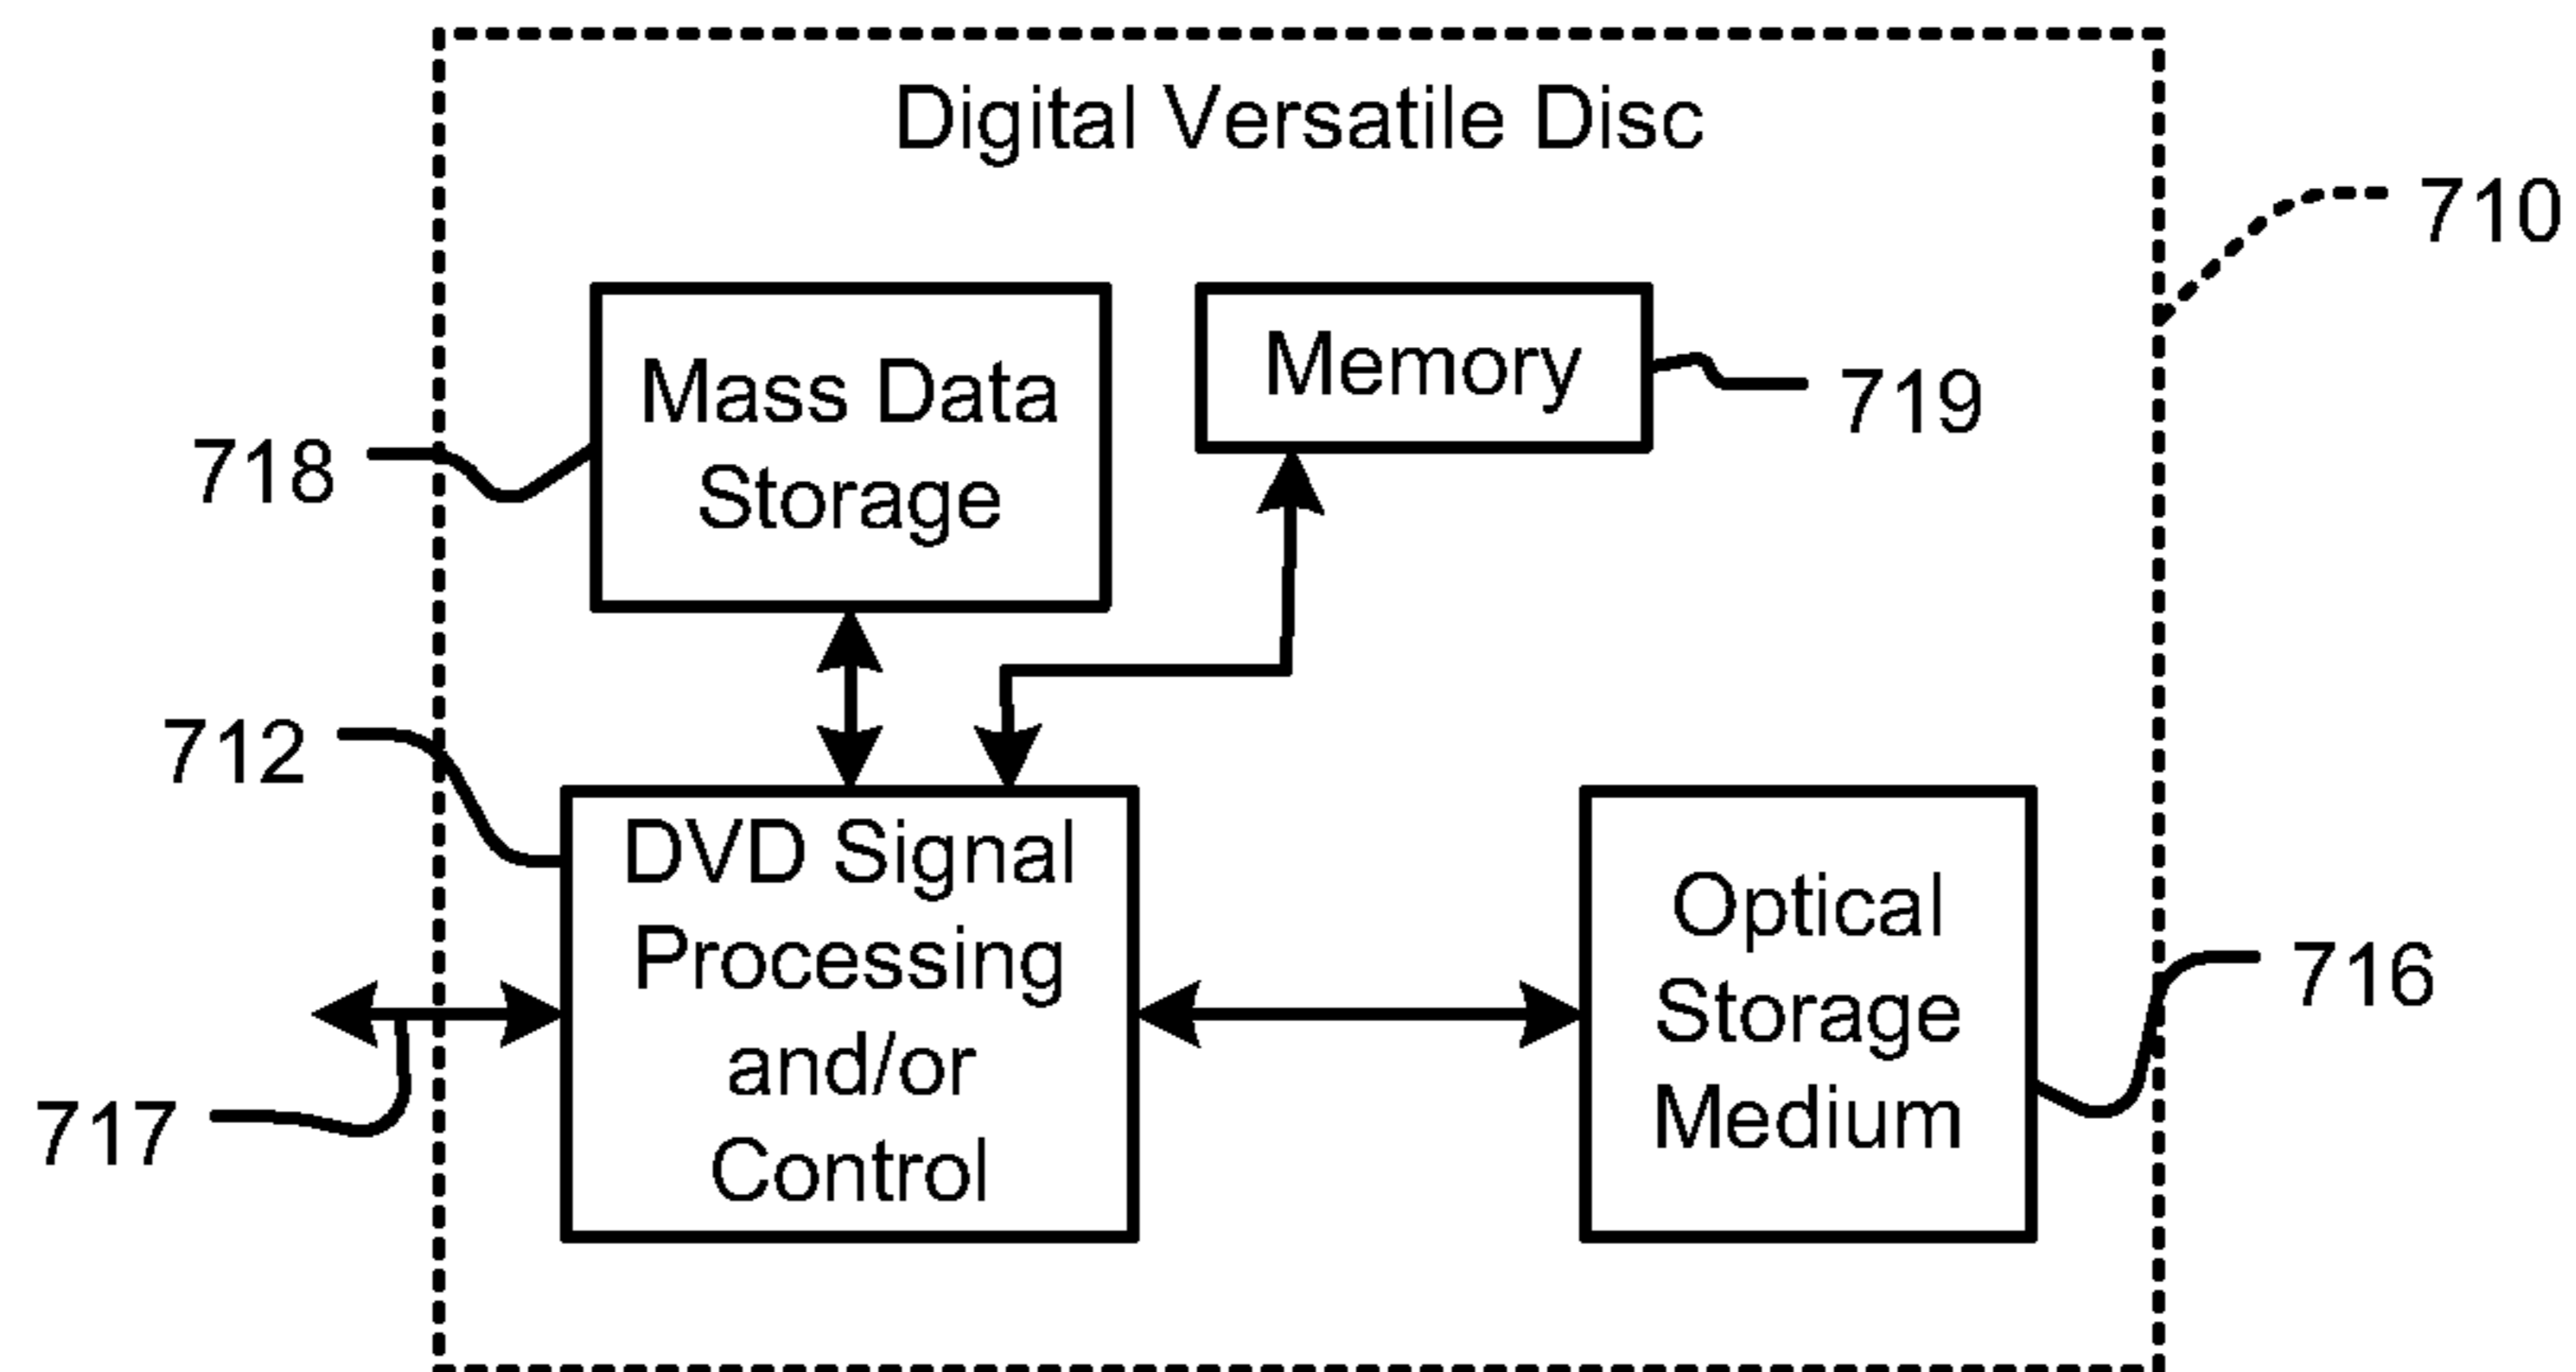 Digital Versatile Disc
710
Mass Data
Storage
718
Memory
719
712
DVD Signal
Processing
and/or
Control
717
Optical
Storage
Medium
716